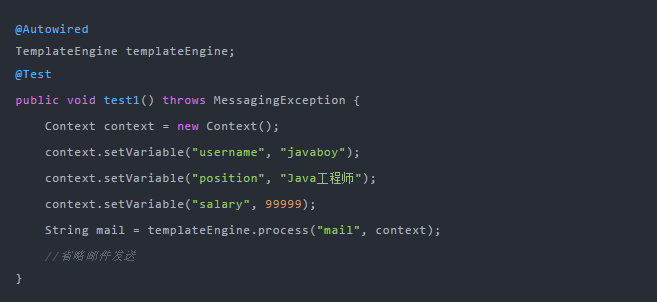 @Autowired
TemplateEngine templateEngine;
@Test
public void test1() throws MessagingException {
    Context context = new Context();
    context.setVariable("username", "javaboy");
    context.setVariable("position", "Java工程师");
    context.setVariable("salary", 99999);
    String mail = templateEngine.process("mail", context);
    //省略邮件发送
}